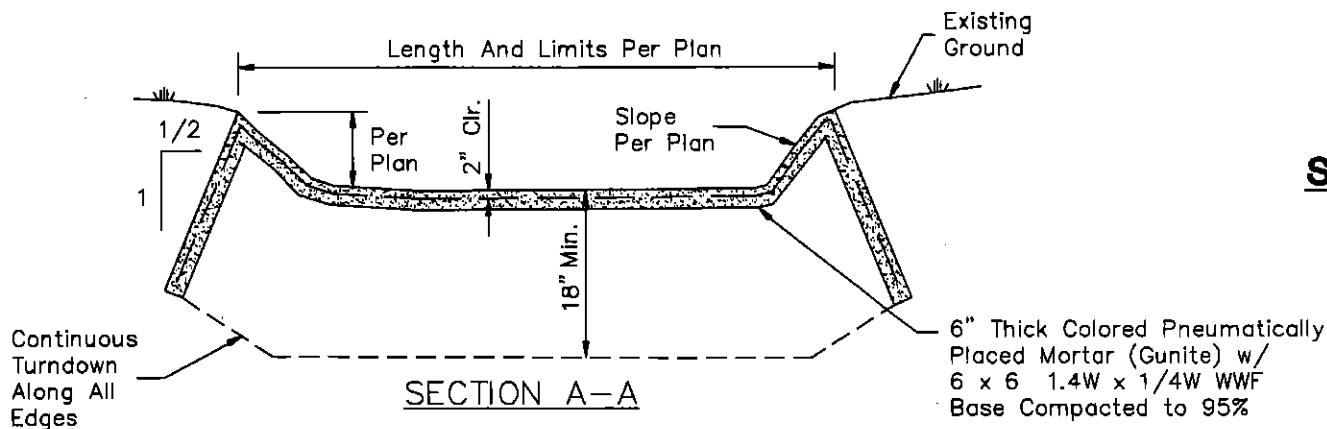 Existing
Ground
Length And Limits Per Plan
1/2
1
Per
Plan
2" Clr.
Slope
Per Plan
S
18" Min.
Continuous
Turndown
Along All
Edges
SECTION A-A
6" Thick Colored Pneumatically
Placed Mortar (Gunite) w/
6 x 6 1.4W x 1/4W WWF
Base Compacted to 95%